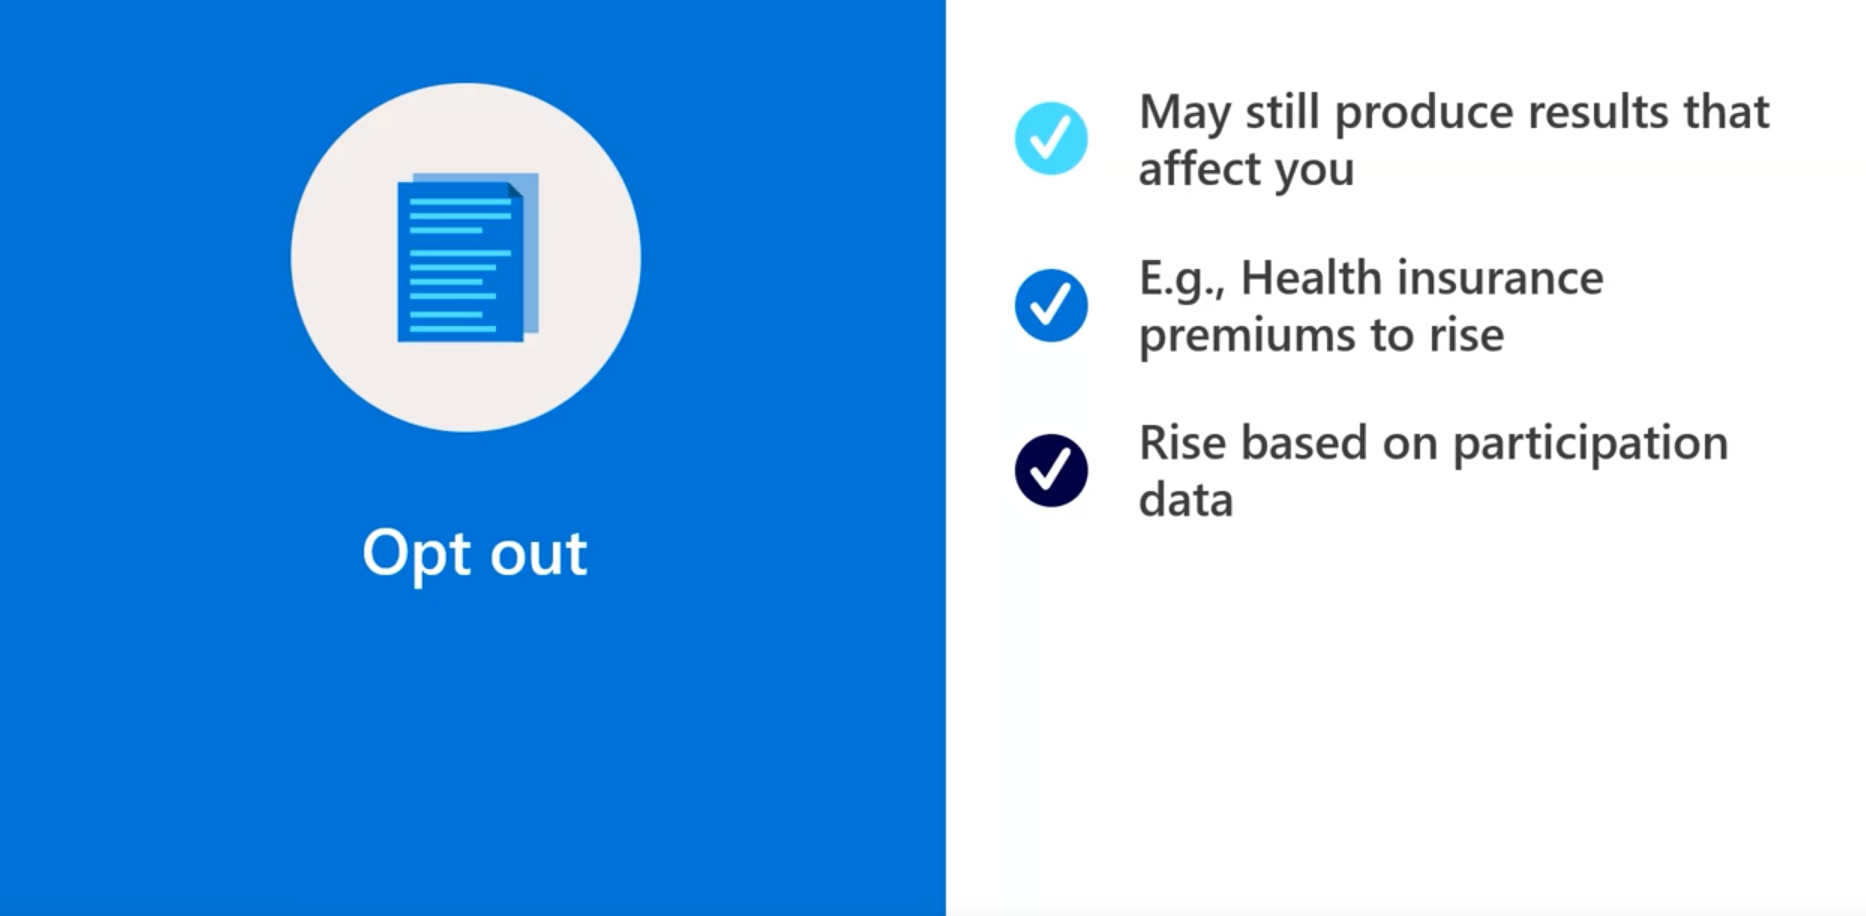 Opt out
May still produce results that
affect you
E.g., Health insurance
premiums to rise
Rise based on participation
data